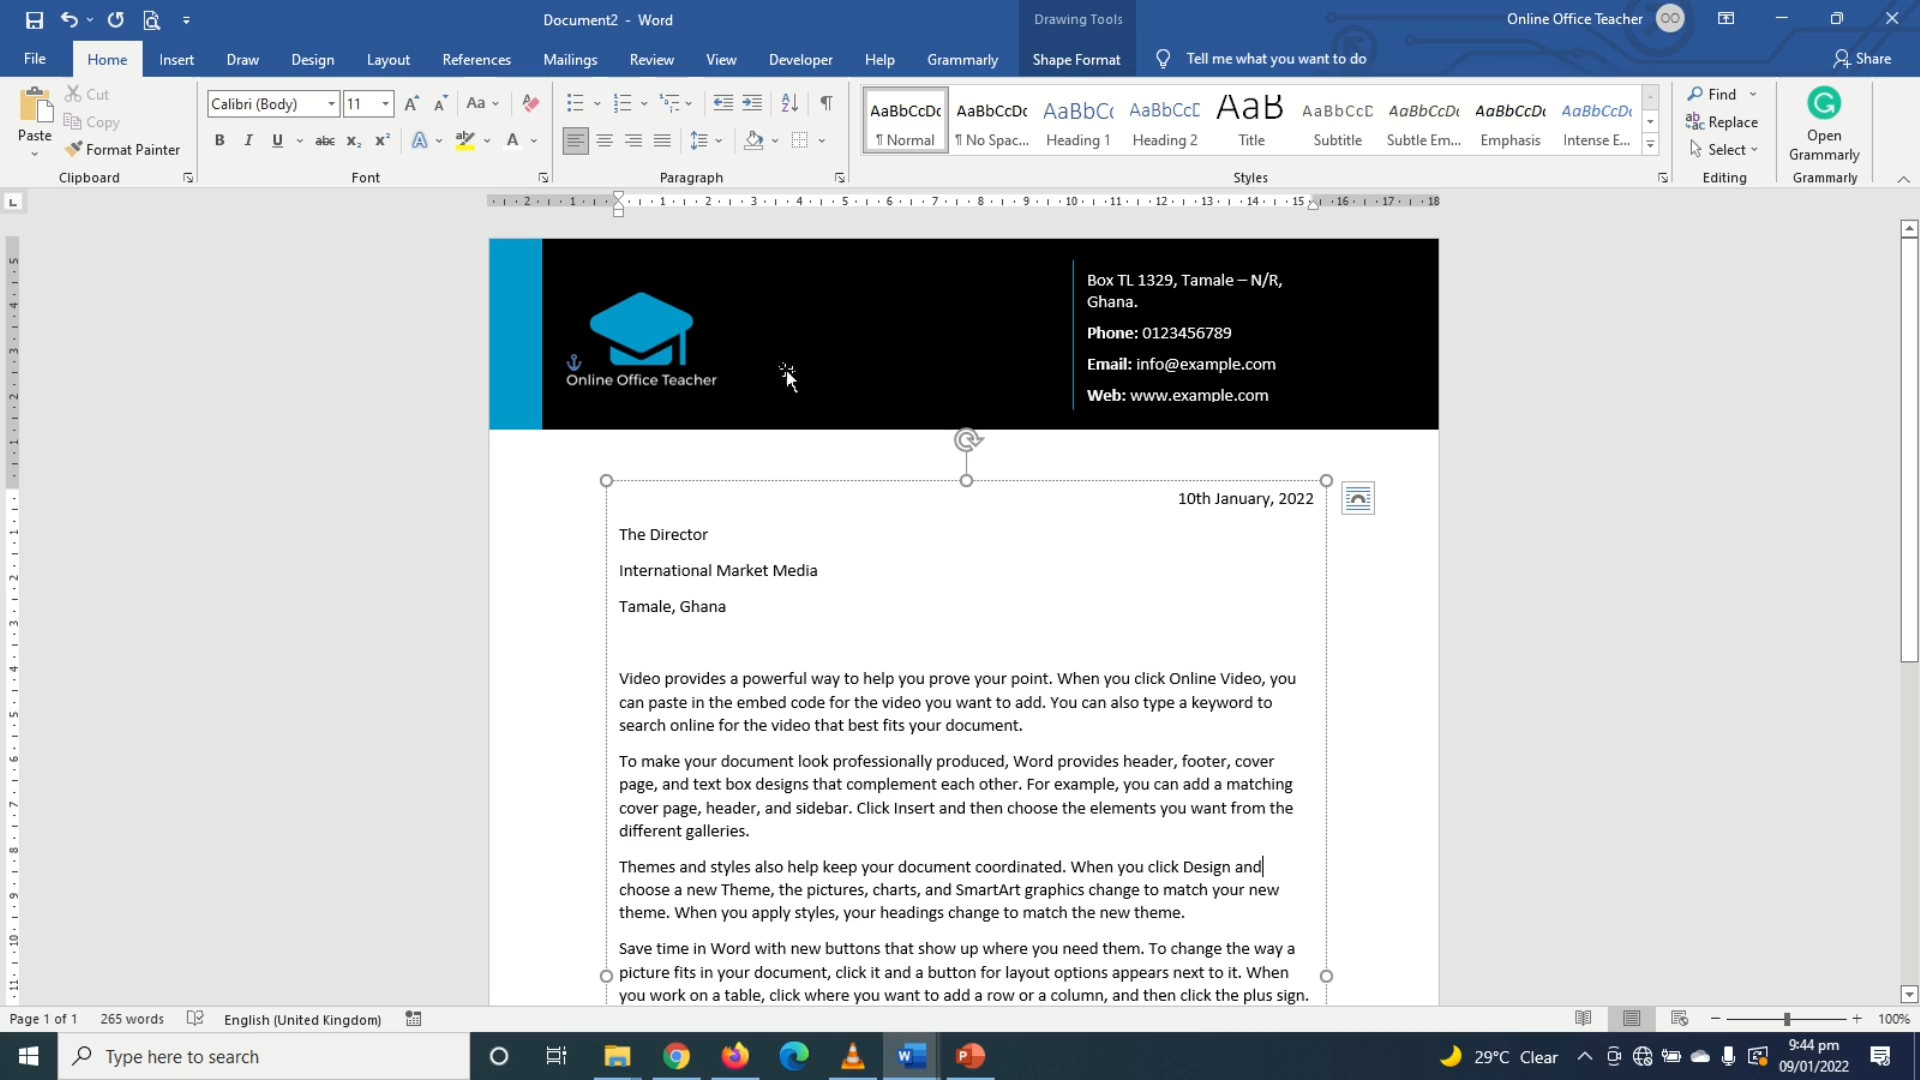 Document2 - Word
Drawing Tools
Online Office Teacher
OO
File
Home
Insert
Draw
Design
Layout
References
Mailings
Review
View
Developer
Help
Grammarly
Shape Format
Tell me what you want to do
Share
Paste
Cut
Copy
Format Painter
Clipboard
Calibri (Body)
11
Font
Paragraph
AaBbCcDc
¶ Normal
AaBbCcDc
¶ No Spac...
AaBbCc
Heading 1
AaBbCcD
Heading 2
AaB
Title
AaBbCcD
Subtitle
AaBbCcDc
Subtle Em...
AaBbCcDc
Emphasis
AaBbCcDc
Intense E...
Styles
Find
Replace
Select
Editing
Open
Grammarly
Grammarly
Box TL 1329, Tamale – N/R,
Ghana.
Phone: 0123456789
Email: info@example.com
Web: www.example.com
Online Office Teacher
10th January, 2022
The Director
International Market Media
Tamale, Ghana
Video provides a powerful way to help you prove your point. When you click Online Video, you
can paste in the embed code for the video you want to add. You can also type a keyword to
search online for the video that best fits your document.
To make your document look professionally produced, Word provides header, footer, cover
page, and text box designs that complement each other. For example, you can add a matching
cover page, header, and sidebar. Click Insert and then choose the elements you want from the
different galleries.
Themes and styles also help keep your document coordinated. When you click Design and
choose a new Theme, the pictures, charts, and SmartArt graphics change to match your new
theme. When you apply styles, your headings change to match the new theme.
Save time in Word with new buttons that show up where you need them. To change the way a
picture fits in your document, click it and a button for layout options appears next to it. When
you work on a table, click where you want to add a row or a column, and then click the plus sign.
Page 1 of 1
265 words
English (United Kingdom)
100%
Type here to search
29°C Clear
9:44 pm
09/01/2022